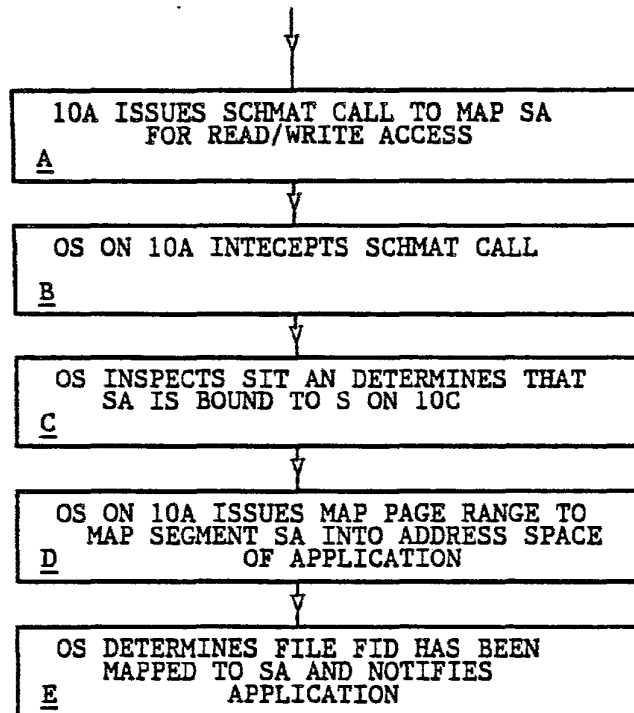 10A ISSUES SCHMAT CALL TO MAP SA
FOR READ/WRITE ACCESS
A
OS ON 10A INTECEPTS SCHMAT CALL
B
OS INSPECTS SIT AN DETERMINES THAT
SA IS BOUND TO S ON 10C
C
OS ON 10A ISSUES MAP PAGE RANGE TO
MAP SEGMENT SA INTO ADDRESS SPACE
D OF APPLICATION
OS DETERMINES FILE FID HAS BEEN
MAPPED TO SA AND NOTIFIES
E APPLICATION